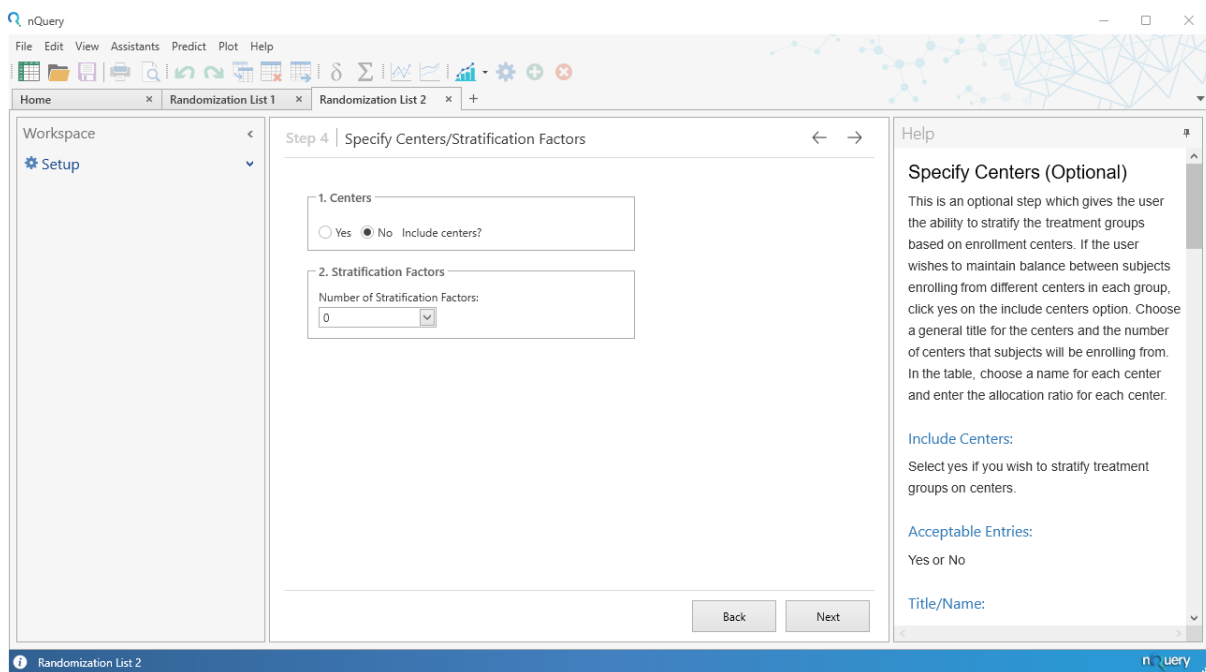 nQuery
File Edit View Assistants Predict Plot Help
Home × Randomization List 1 × Randomization List 2 × +
Workspace
Setup
Step 4 | Specify Centers/Stratification Factors
1. Centers
Yes No Include centers?
2. Stratification Factors
Number of Stratification Factors:
0
Back Next
Help
Specify Centers (Optional)
This is an optional step which gives the user
the ability to stratify the treatment groups
based on enrollment centers. If the user
wishes to maintain balance between subjects
enrolling from different centers in each group,
click yes on the include centers option. Choose
a general title for the centers and the number
of centers that subjects will be enrolling from.
In the table, choose a name for each center
and enter the allocation ratio for each center.
Include Centers:
Select yes if you wish to stratify treatment
groups on centers.
Acceptable Entries:
Yes or No
Title/Name:
Randomization List 2
nQuery